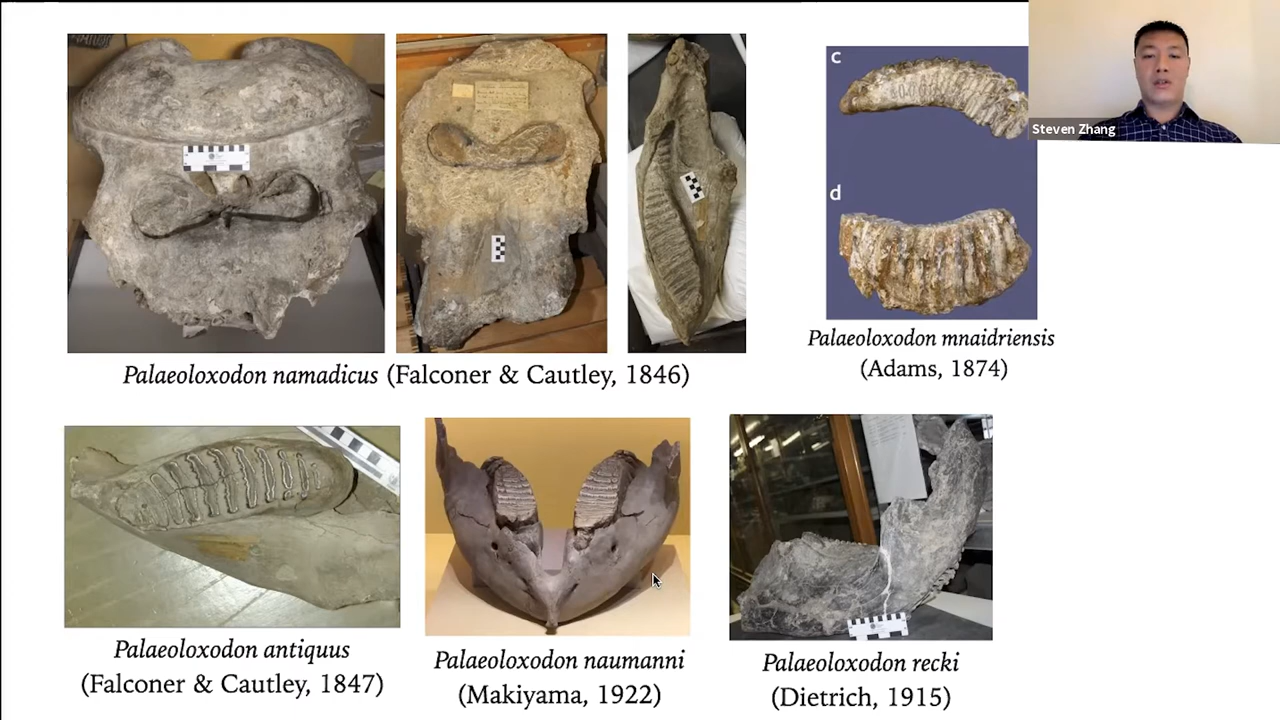 c
Steven Zhang
d
Palaeoloxodon mnaidriensis
(Adams, 1874)
Palaeoloxodon namadicus (Falconer & Cautley, 1846)
Palaeoloxodon antiquus
(Falconer & Cautley, 1847)
Palaeoloxodon naumanni
(Makiyama, 1922)
Palaeoloxodon recki
(Dietrich, 1915)